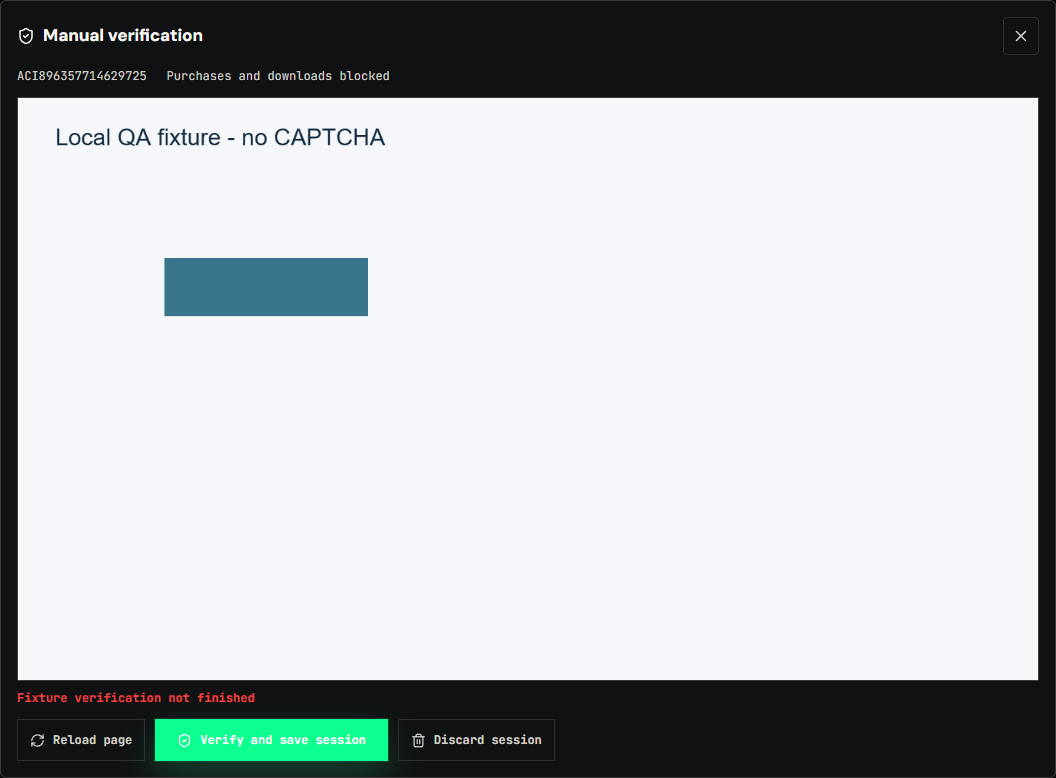 Manual verification
ACI896357714629725 Purchases and downloads blocked
Local QA fixture - no CAPTCHA
Fixture verification not finished
Reload page Verify and save session Discard session